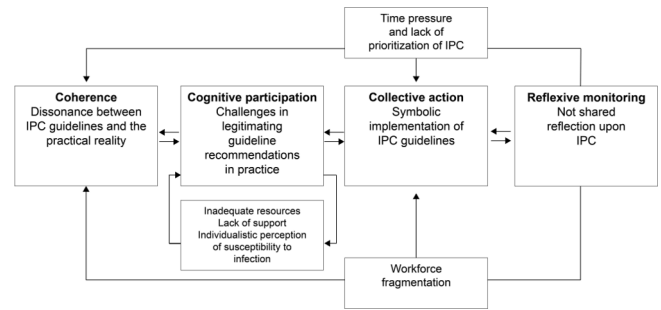 Time pressure
and lack of
prioritization of IPC
Coherence
Dissonance between
IPC guidelines and the
practical reality
Cognitive participation
Challenges in
legitimating
guideline
recommendations
in practice
Collective action
Symbolic
implementation of
IPC guidelines
Reflexive monitoring
Not shared
reflection upon
IPC
Inadequate resources
Lack of support
Individualistic perception
of susceptibility to
infection
Workforce
fragmentation